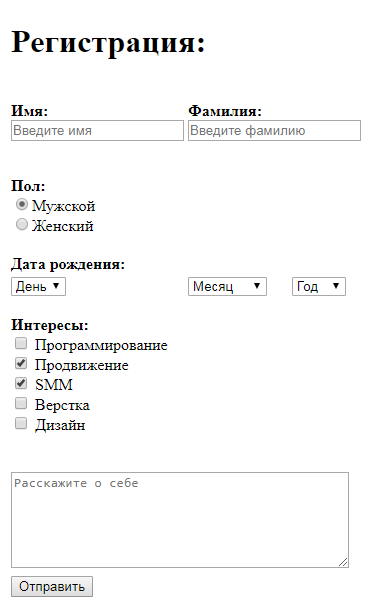 Регистрация:
Имя: Фамилия:
Введите имя Введите фамилию
Пол:
Мужской
Женский
Дата рождения:
День Месяц Год
Интересы:
Программирование
Продвижение
SMM
Верстка
Дизайн
Расскажите о себе
Отправить